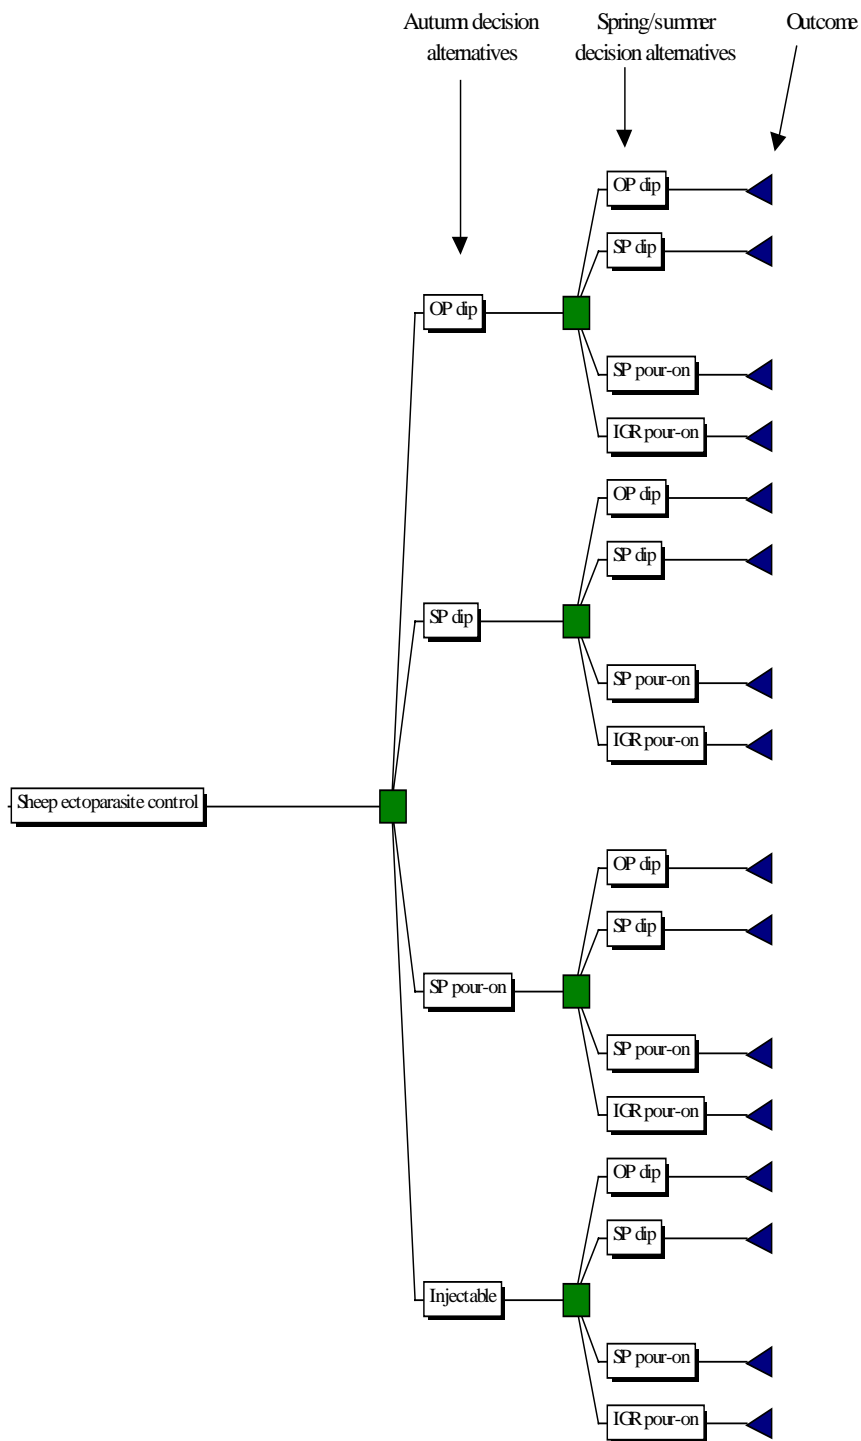 Autumn decision
alternatives
Spring/summer
decision alternatives
Outcome
OP dip
SP dip
OP dip
SP pour-on
IGR pour-on
OP dip
SP dip
SP dip
SP pour-on
IGR pour-on
Sheep ectoparasite control
OP dip
SP dip
SP pour-on
SP pour-on
IGR pour-on
OP dip
SP dip
Injectable
SP pour-on
IGR pour-on